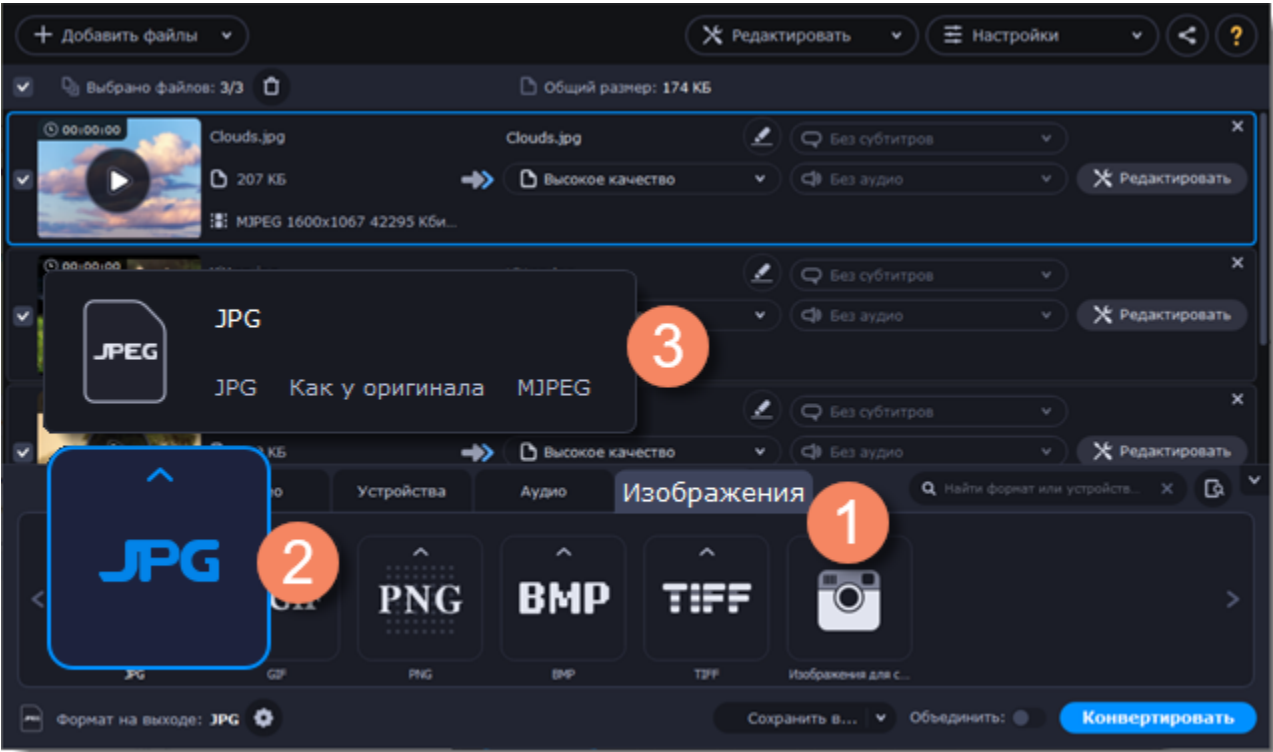 Добавить файлы
Редактировать
Настройки
?
Выбрано файлов: 3/3
Общий размер: 174 КБ
00:00:00
Clouds.jpg
Clouds.jpg
Без субтитров
207 КБ
Высокое качество
Без аудио
Редактировать
MJPEG 1600x1067 42295 Кби...
00:00:00
Без субтитров
JPG
JPEG
3
Без аудио
Редактировать
JPG Как у оригинала MJPEG
Без субтитров
КБ
Высокое качество
Без аудио
Редактировать
Устройства
Аудио
Изображения
1
Найти формат или устройств...
JPG
2
PNG
BMP
TIFF
JPG
GIF
PNG
BMP
TIFF
Изображения для с...
JPEG
Формат на выходе: JPG
Сохранить в...
Объединить:
Конвертировать